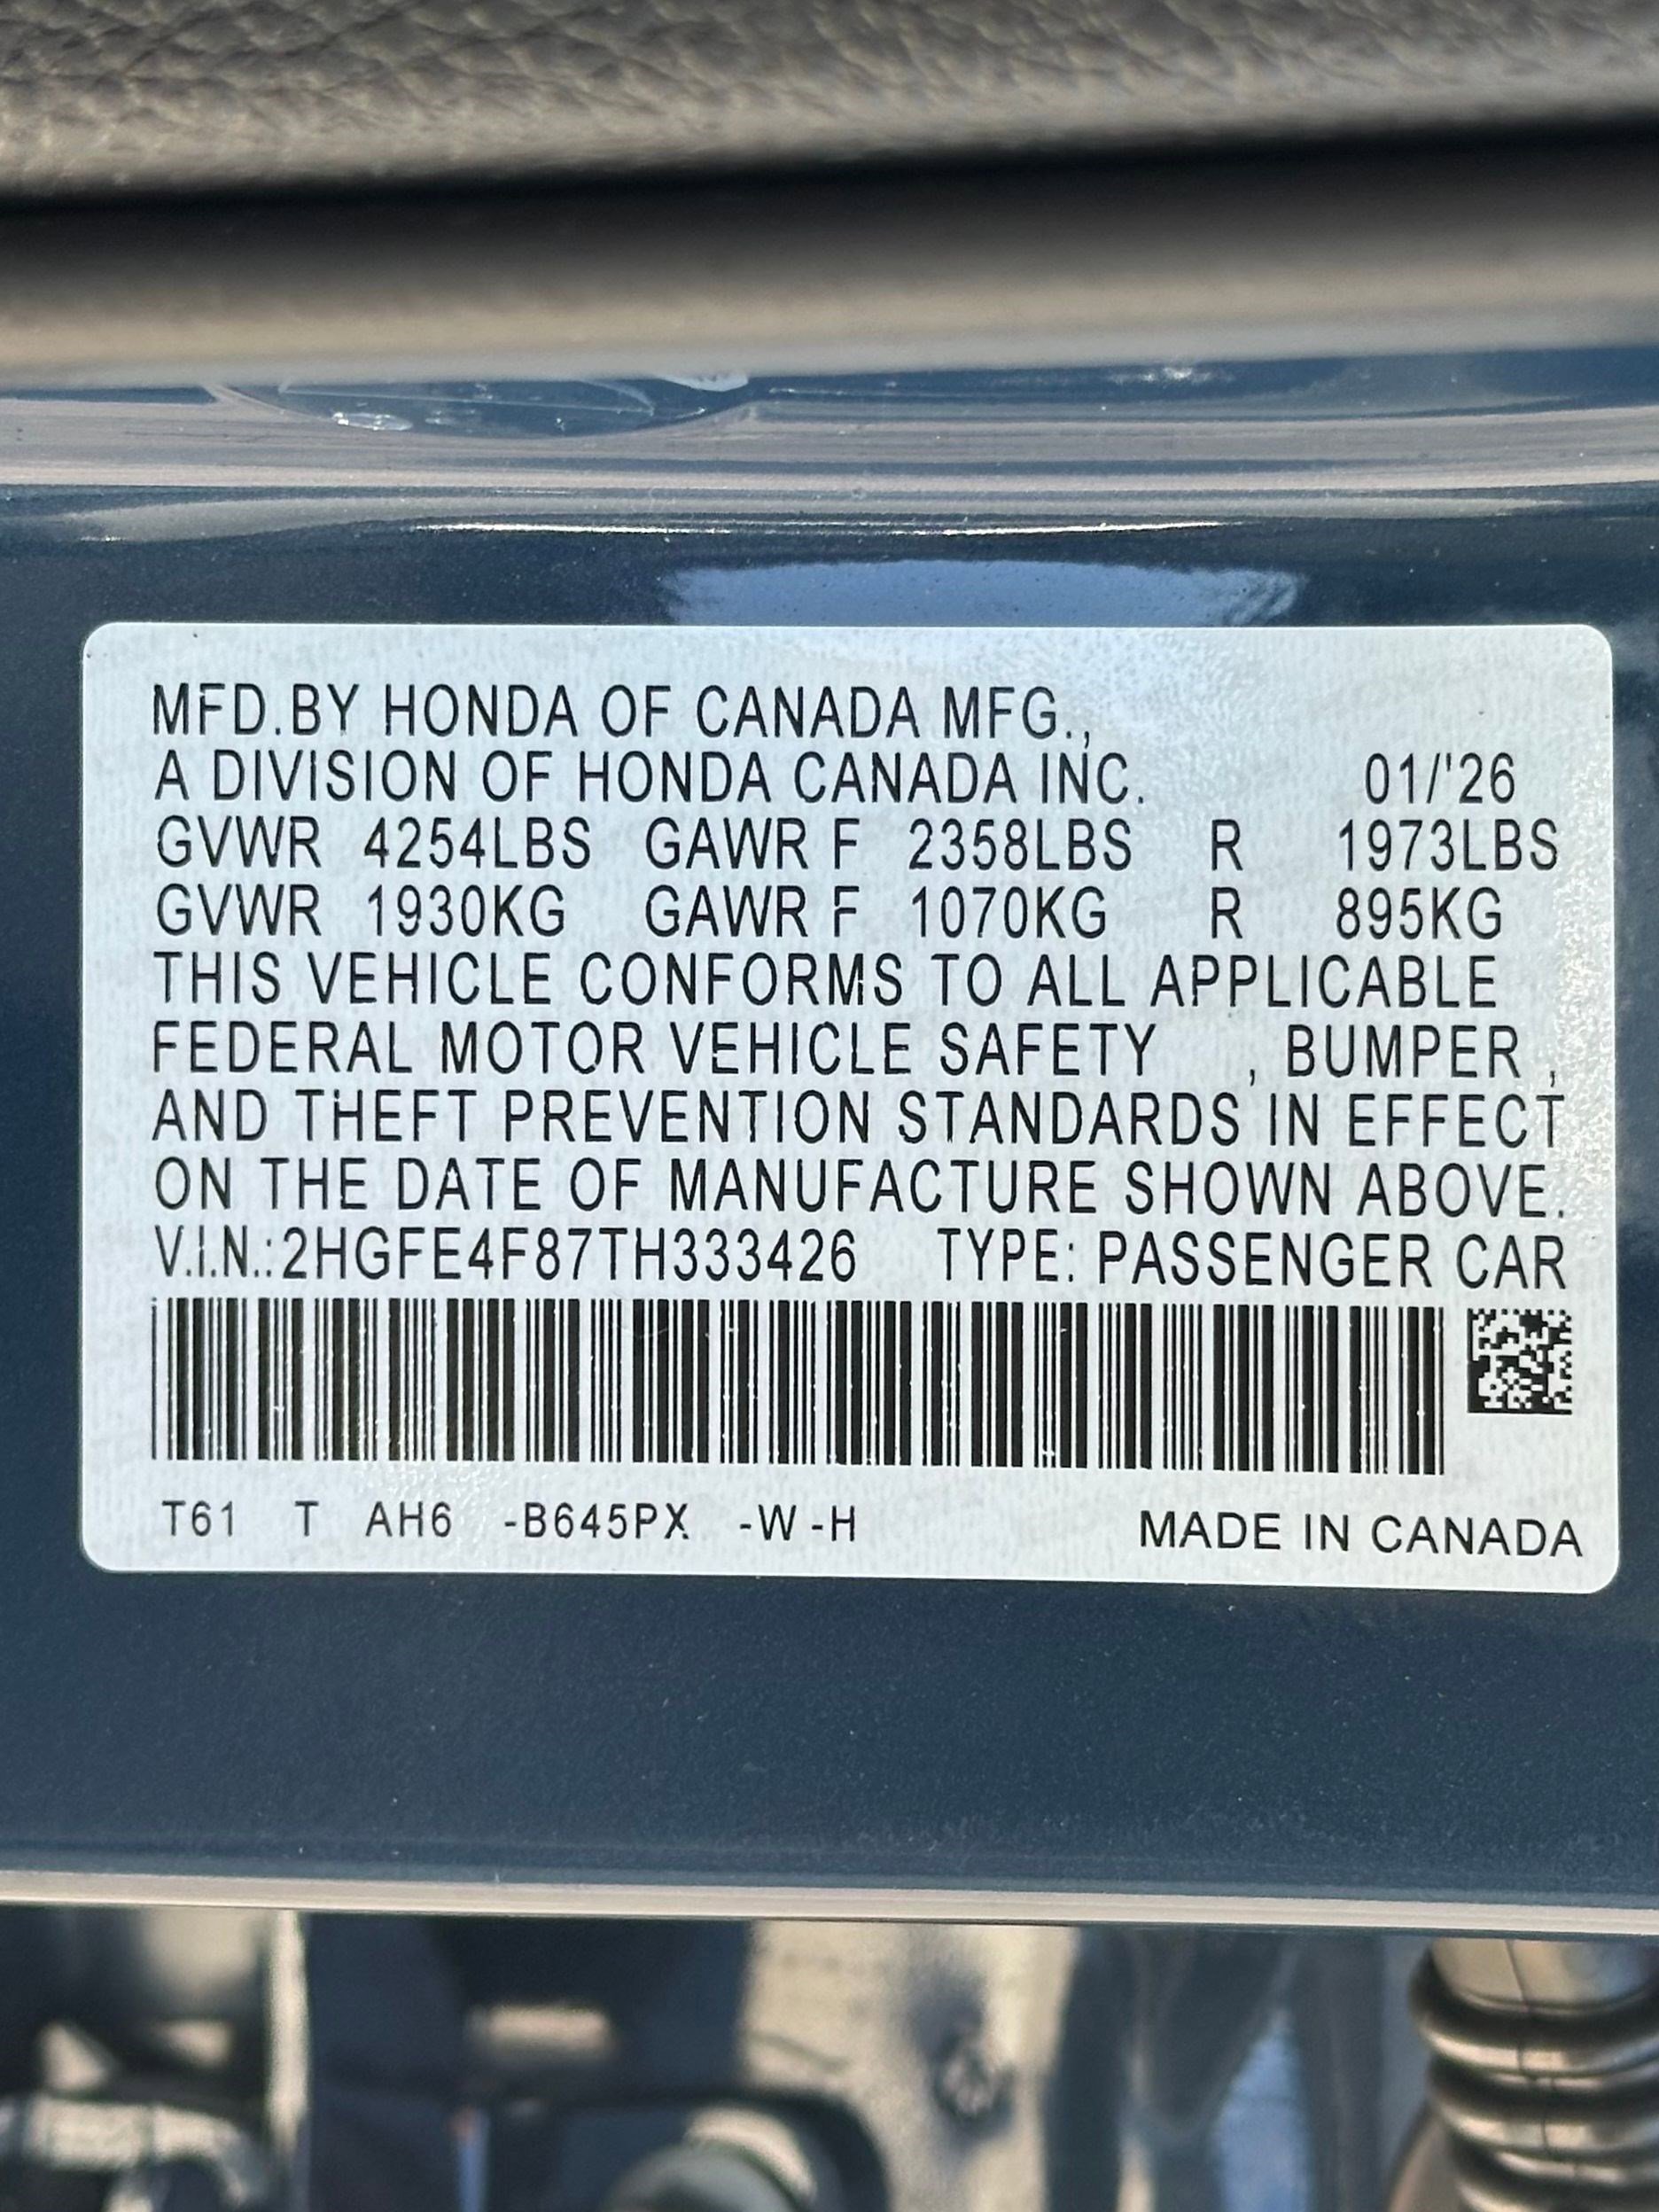 MFD.BY HONDA OF CANADA MFG.,
A DIVISION OF HONDA CANADA INC. 01/'26
GVWR 4254LBS GAWR F 2358LBS R 1973LBS
GVWR 1930KG GAWR F 1070KG R 895KG
THIS VEHICLE CONFORMS TO ALL APPLICABLE
FEDERAL MOTOR VEHICLE SAFETY , BUMPER ,
AND THEFT PREVENTION STANDARDS IN EFFECT
ON THE DATE OF MANUFACTURE SHOWN ABOVE.
V.I.N.:2HGFE4F87TH333426 TYPE: PASSENGER CAR
T61 T AH6 -B645PX -W -H MADE IN CANADA